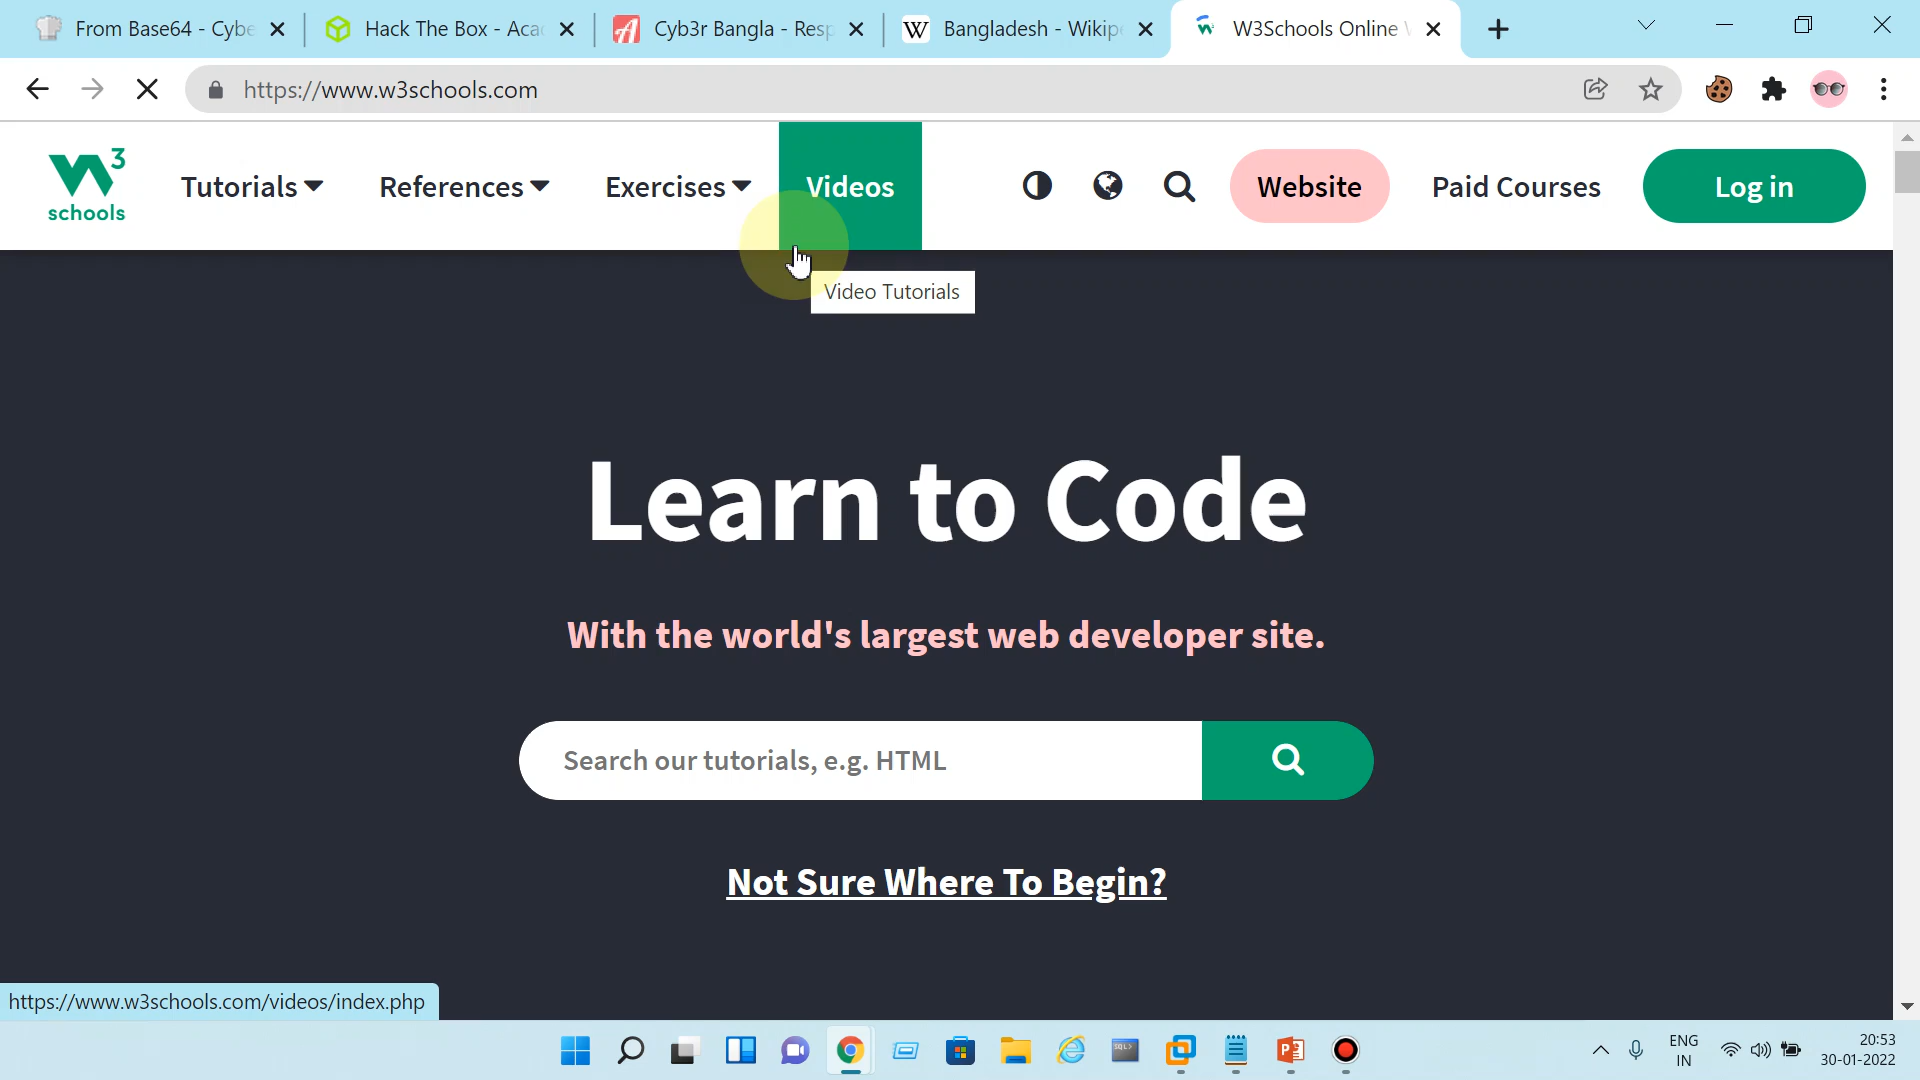 From Base64 - Cybe
Hack The Box - Aca
Cyb3r Bangla - Resp
W Bangladesh - Wikipe
W3Schools Online W
https://www.w3schools.com
W3 schools
Tutorials
References
Exercises
Videos
Website
Paid Courses
Log in
Video Tutorials
Learn to Code
With the world's largest web developer site.
Search our tutorials, e.g. HTML
Not Sure Where To Begin?
https://www.w3schools.com/videos/index.php
SQL>
ENG
IN
20:53
30-01-2022